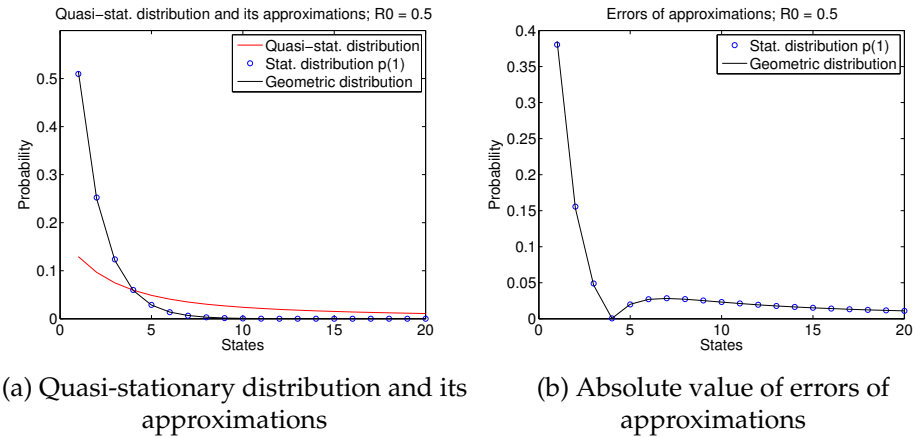 Quasi−stat. distribution and its approximations; R0 = 0.5
Quasi−stat. distribution
Stat. distribution p(1)
Geometric distribution
0.5
0.4
0.3
0.2
0.1
0
0
5
10
15
20
Probability
States
(a) Quasi-stationary distribution and its
approximations
Errors of approximations; R0 = 0.5
Stat. distribution p(1)
Geometric distribution
0.4
0.35
0.3
0.25
0.2
0.15
0.1
0.05
0
0
5
10
15
20
Probability
States
(b) Absolute value of errors of
approximations